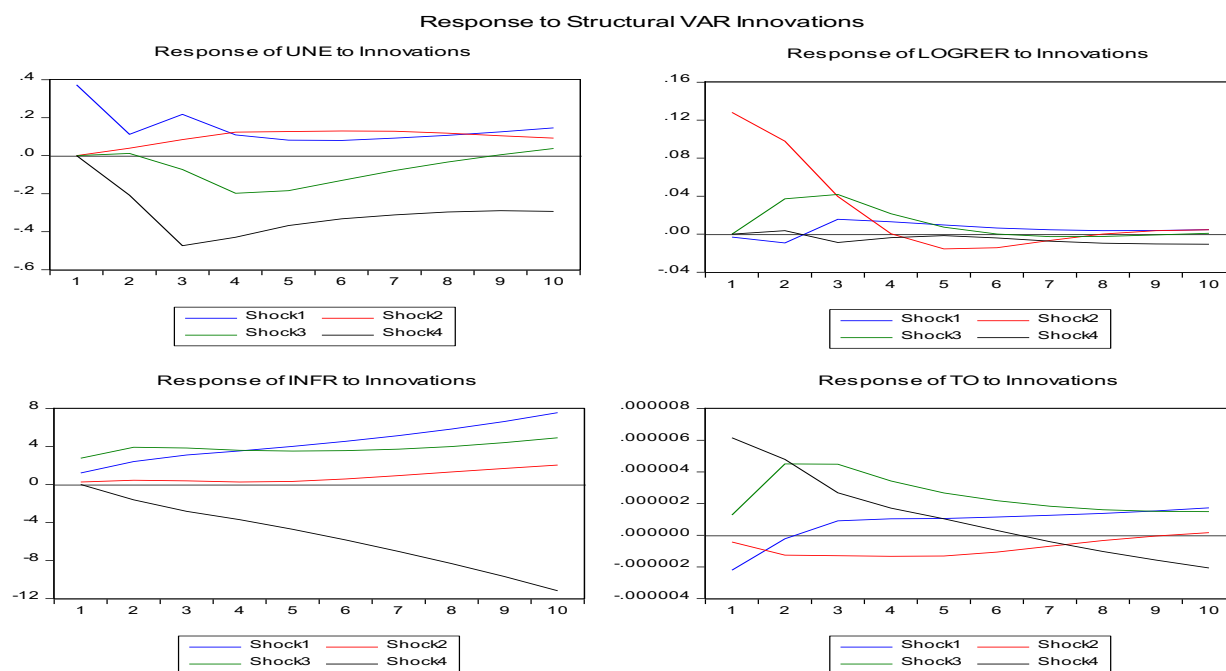 Response to Structural VAR Innovations
Response of UNE to Innovations
.4
.2
.0
-.2
-.4
-.6
1 2 3 4 5 6 7 8 9 10
Shock1 Shock2
Shock3 Shock4
Response of LOGRER to Innovations
.16
.12
.08
.04
.00
-.04
1 2 3 4 5 6 7 8 9 10
Shock1 Shock2
Shock3 Shock4
Response of INFR to Innovations
8
4
0
-4
-8
-12
1 2 3 4 5 6 7 8 9 10
Shock1 Shock2
Shock3 Shock4
Response of TO to Innovations
.000008
.000006
.000004
.000002
.000000
-.000002
-.000004
1 2 3 4 5 6 7 8 9 10
Shock1 Shock2
Shock3 Shock4